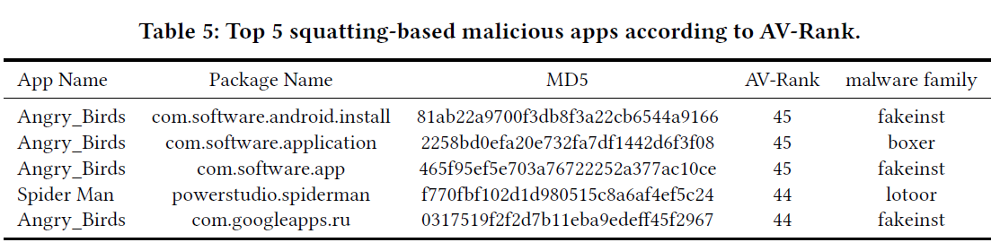 Table 5: Top 5 squatting-based malicious apps according to AV-Rank.
App Name Package Name MD5 AV-Rank malware family
Angry_Birds com.software.android.install 81ab22a9700f3db8f3a22cb6544a9166 45 fakeinst
Angry_Birds com.software.application 2258bd0efa20e732fa7df1442d6f3f08 45 boxer
Angry_Birds com.software.app 465f95ef5e703a76722252a377ac10ce 45 fakeinst
Spider Man powerstudio.spiderman f770fbf102d1d980515c8a6af4ef5c24 44 lotoor
Angry_Birds com.googleapps.ru 0317519f2f2d7b11eba9edeff45f2967 44 fakeinst